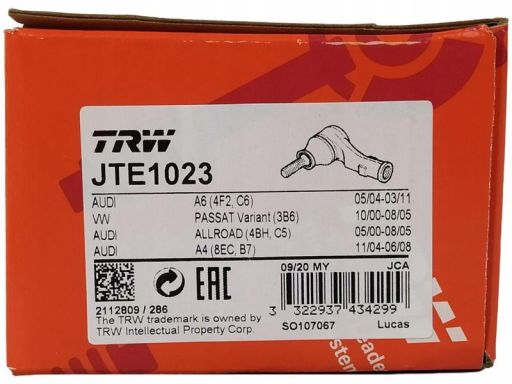 TRW
JTE1023
AUDI A6 (4F2, C6) 05/04-03/11
VW PASSAT Variant (3B6) 10/00-08/05
AUDI ALLROAD (4BH, C5) 05/00-08/05
AUDI A4 (8EC, B7) 11/04-06/08
09/20 MY JCA
EAC
2112809 / 286
The TRW trademark is owned by
TRW Intellectual Property Corp.
3 322937 434299
SO107067 Lucas